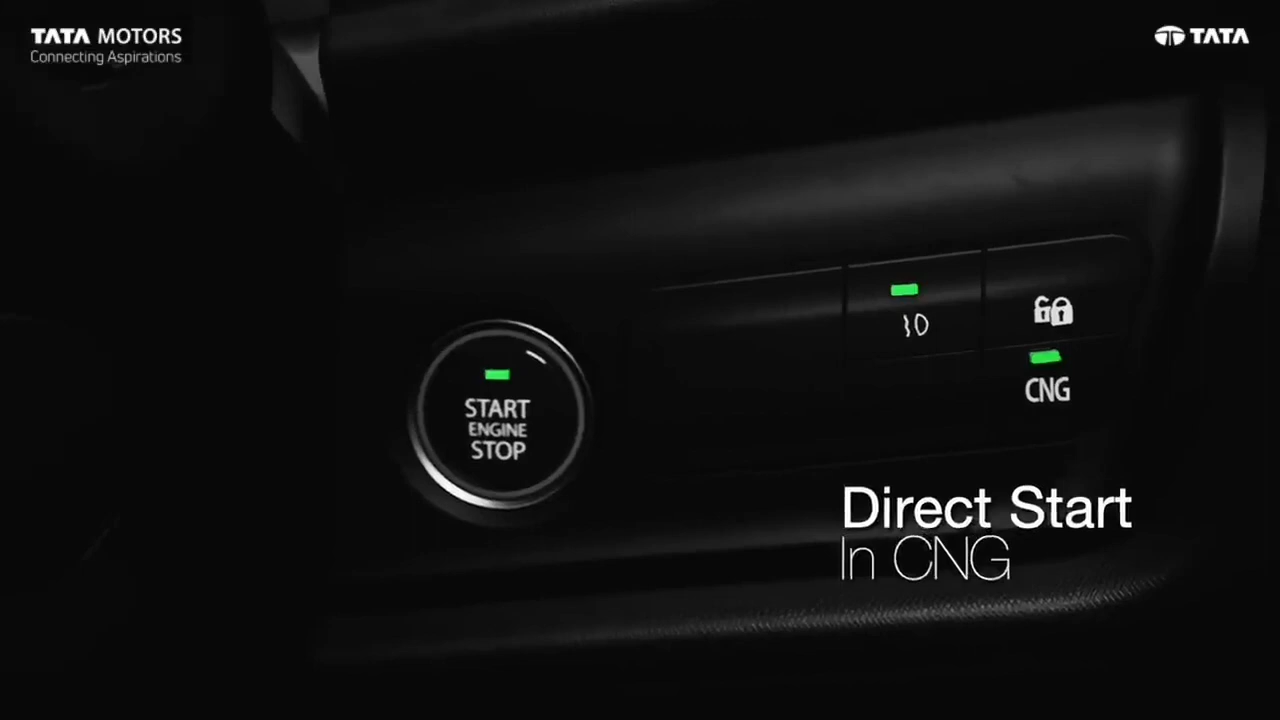 TATA MOTORS
Connecting Aspirations
TATA
START
ENGINE
STOP
CNG
Direct Start
In CNG